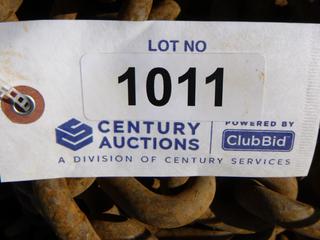 LOT NO
1011
CENTURY
AUCTIONS
POWERED BY
ClubBid
A DIVISION OF CENTURY SERVICES